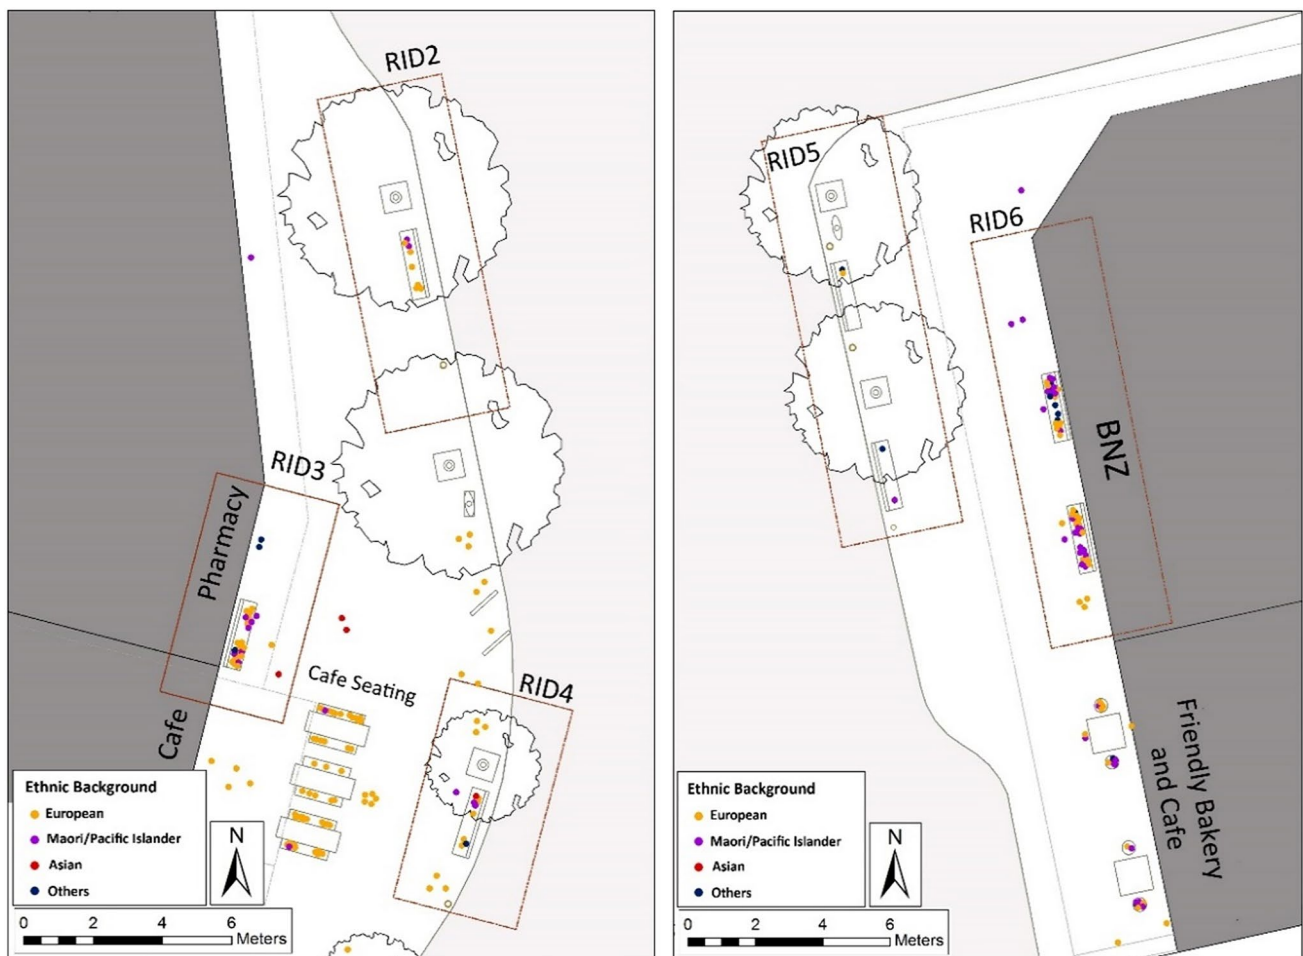 RID2
RID3
Pharmacy
Cafe
Cafe Seating
RID4
Ethnic Background
European
Maori/Pacific Islander
Asian
Others
N
0 2 4 6
Meters
RID5
RID6
BNZ
Friendly Bakery
and Cafe
Ethnic Background
European
Maori/Pacific Islander
Asian
Others
N
0 2 4 6
Meters